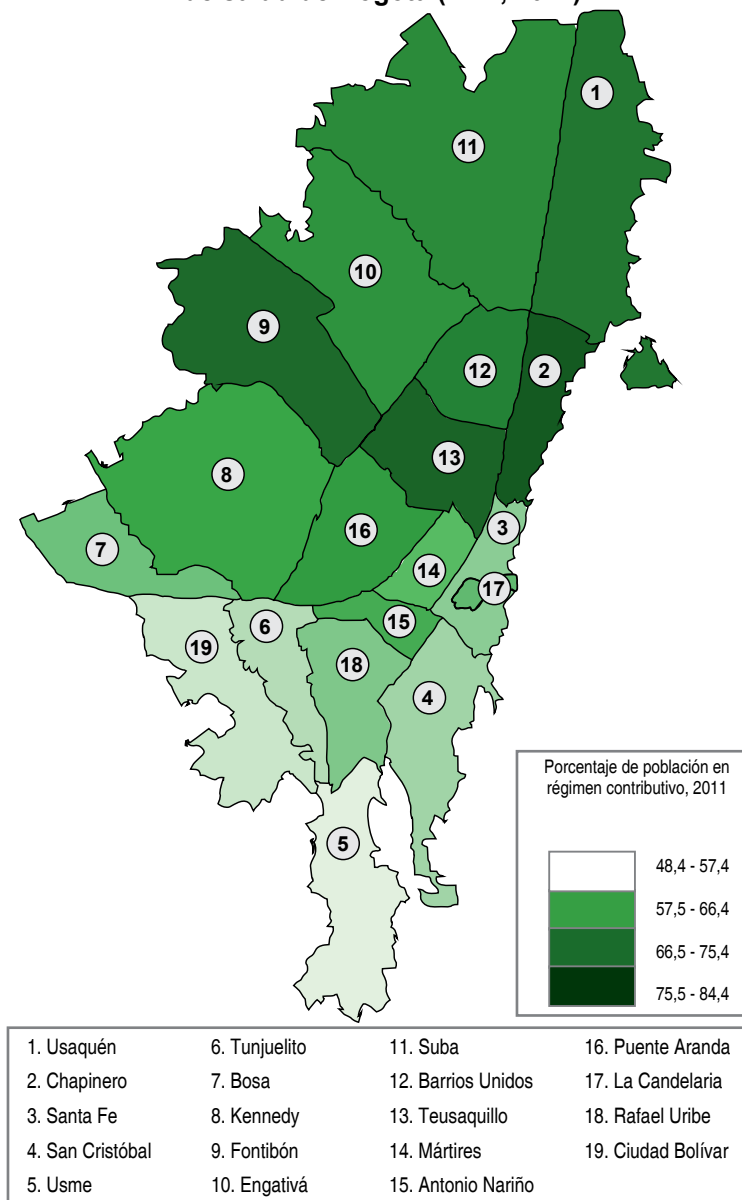 1
11
10
9
12
2
13
8
3
16
7
14
17
6
15
19
18
4
5
Porcentaje de población en
régimen contributivo, 2011
48,4 - 57,4
57,5 - 66,4
66,5 - 75,4
75,5 - 84,4
1. Usaquén
2. Chapinero
3. Santa Fe
4. San Cristóbal
5. Usme
6. Tunjuelito
7. Bosa
8. Kennedy
9. Fontibón
10. Engativá
11. Suba
12. Barrios Unidos
13. Teusaquillo
14. Mártires
15. Antonio Nariño
16. Puente Aranda
17. La Candelaria
18. Rafael Uribe
19. Ciudad Bolívar